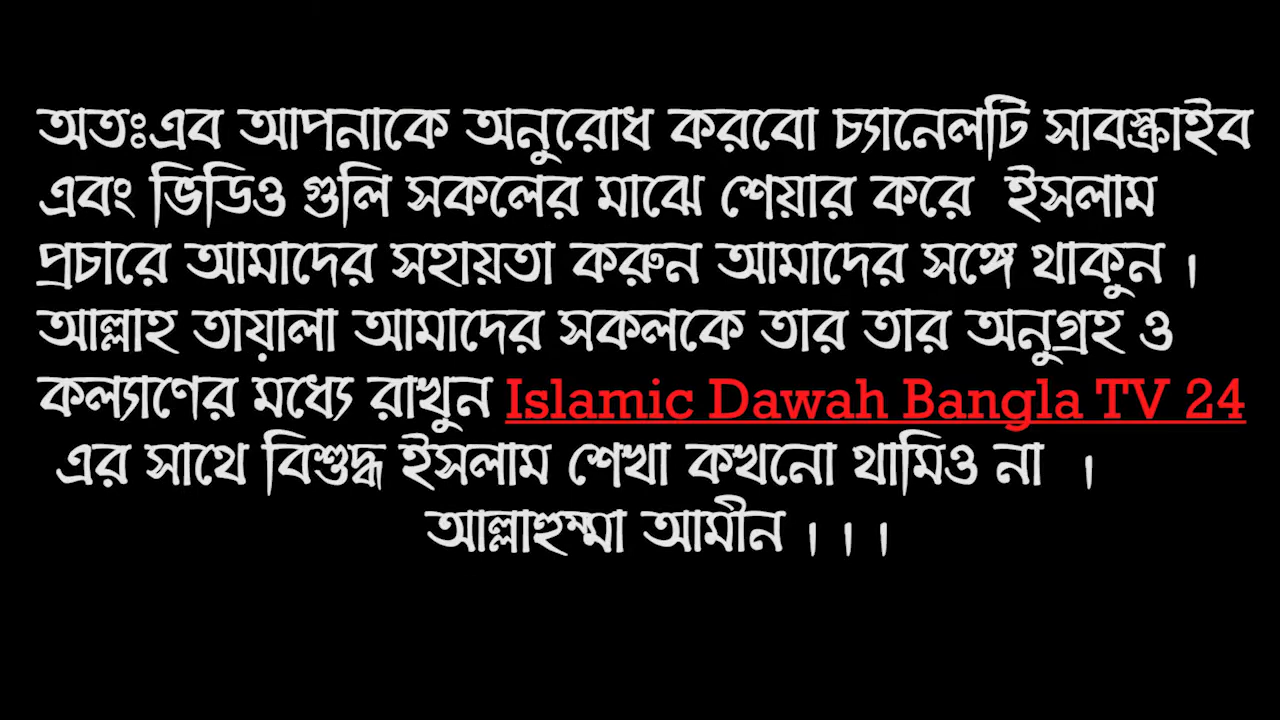 অতঃএব আপনাকে অনুরোধ করবো চ্যানেলটি সাবস্ক্রাইব
এবং ভিডিও গুলি সকলের মাঝে শেয়ার করে ইসলাম
প্রচারে আমাদের সহায়তা করুন আমাদের সঙ্গে থাকুন ।
আল্লাহ তায়ালা আমাদের সকলকে তার তার অনুগ্রহ ও
কল্যাণের মধ্যে রাখুন Islamic Dawah Bangla TV 24
এর সাথে বিশুদ্ধ ইসলাম শেখা কখনো থামিও না ।
আল্লাহুম্মা আমীন । । ।